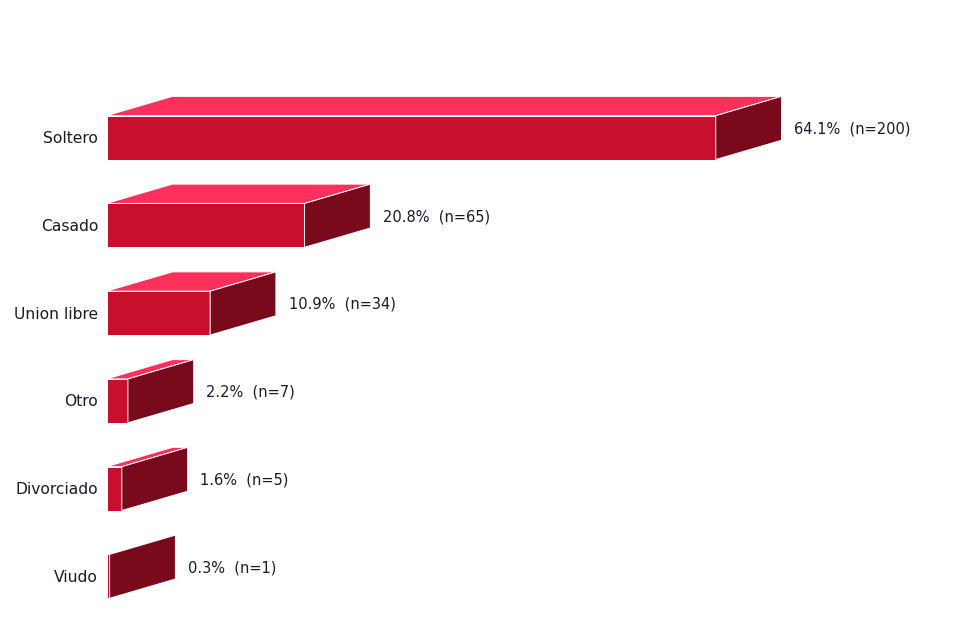 Soltero 64.1% (n=200)
Casado 20.8% (n=65)
Union libre 10.9% (n=34)
Otro 2.2% (n=7)
Divorciado 1.6% (n=5)
Viudo 0.3% (n=1)